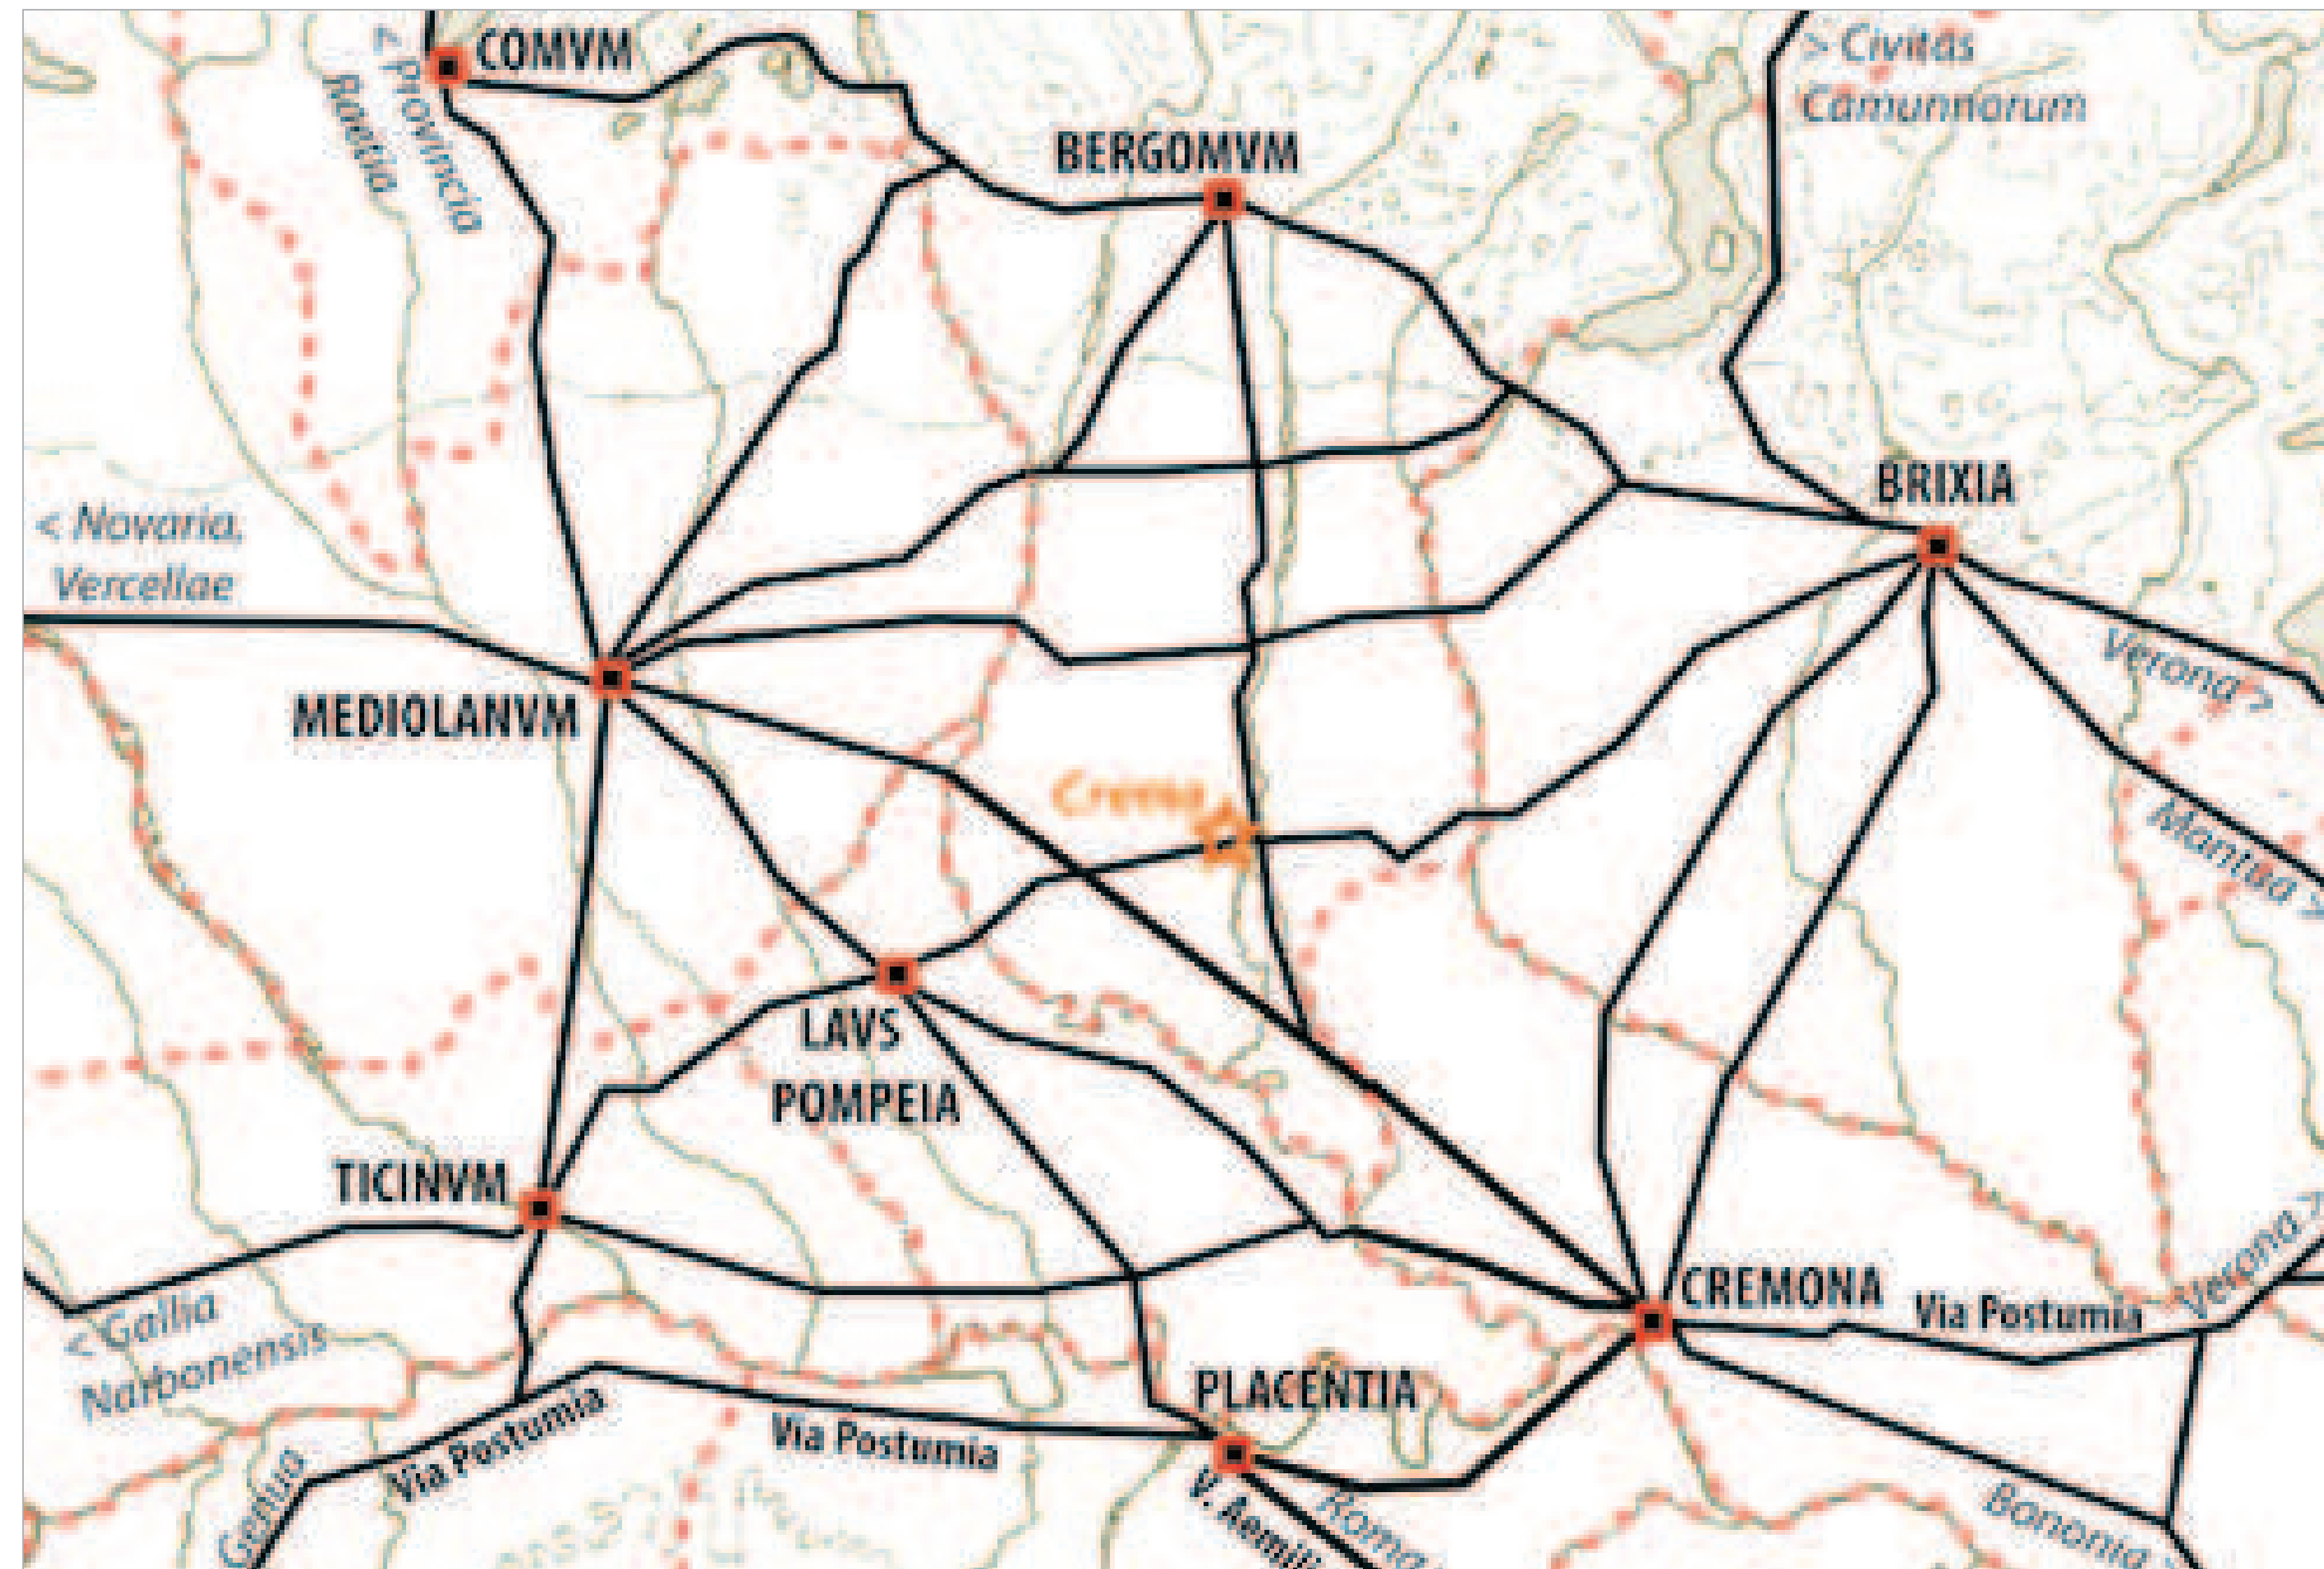 COMVM
< Provincia
Raetia
> Civitas
Camunnorum
BERGOMVM
BRIXIA
< Novaria,
Vercellae
MEDIOLANVM
Verona >
Crema
Mantua >
LAVS
POMPEIA
TICINVM
Verona >
CREMONA
Via Postumia
< Gallia
Narbonensis
PLACENTIA
Via Postumia
Via Postumia
Genua
V. Aemili
Roma
Bononia >